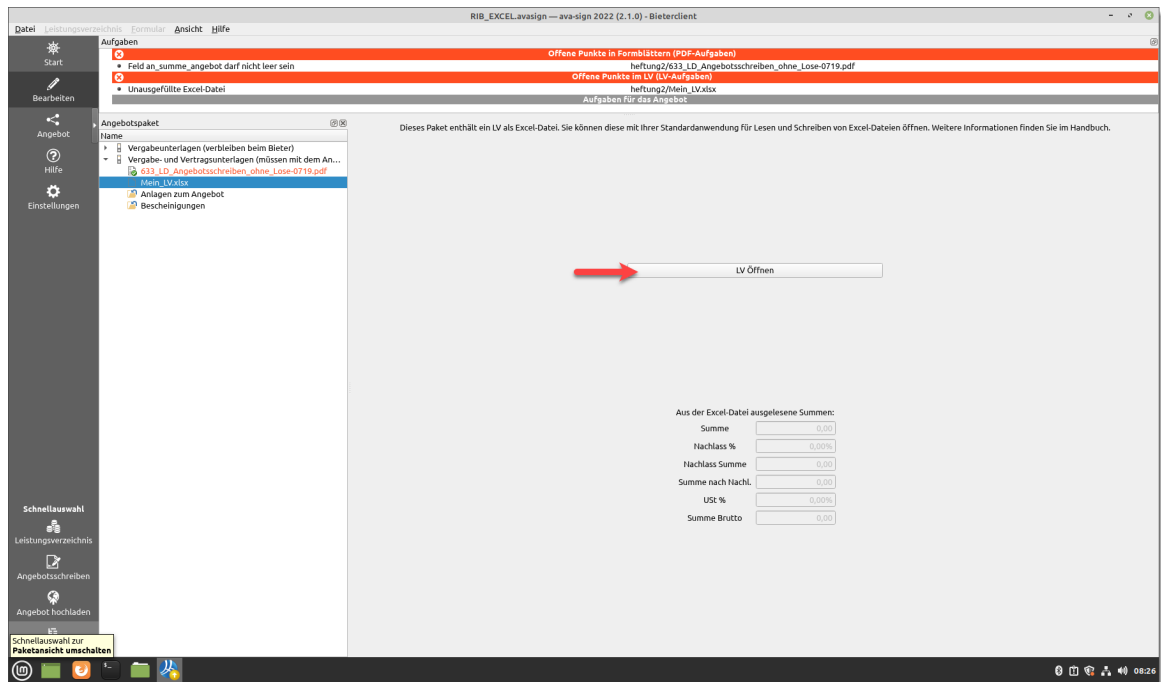 RIB_EXCEL.avasign — ava-sign 2022 (2.1.0) - Bieterclient
Datei Leistungsverzeichnis Formular Ansicht Hilfe
Start
Bearbeiten
Angebot
Hilfe
Einstellungen
Aufgaben
Offene Punkte in Formblättern (PDF-Aufgaben)
Feld an_summe_angebot darf nicht leer sein heftung2/633_LD_Angebotsschreiben_ohne_Lose-0719.pdf
Offene Punkte im LV (LV-Aufgaben)
Unausgefüllte Excel-Datei heftung2/Mein_LV.xlsx
Aufgaben für das Angebot
Angebotspaket
Name
Vergabeunterlagen (verbleiben beim Bieter)
Vergabe- und Vertragsunterlagen (müssen mit dem An...
633_LD_Angebotsschreiben_ohne_Lose-0719.pdf
Mein_LV.xlsx
Anlagen zum Angebot
Bescheinigungen
Dieses Paket enthält ein LV als Excel-Datei. Sie können diese mit Ihrer Standardanwendung für Lesen und Schreiben von Excel-Dateien öffnen. Weitere Informationen finden Sie im Handbuch.
LV Öffnen
Aus der Excel-Datei ausgelesene Summen:
Summe 0,00
Nachlass % 0,00%
Nachlass Summe 0,00
Summe nach Nachl. 0,00
USt % 0,00%
Summe Brutto 0,00
Schnellauswahl
Leistungsverzeichnis
Angebotsschreiben
Angebot hochladen
Schnellauswahl zur
Paketansicht umschalten
08:26